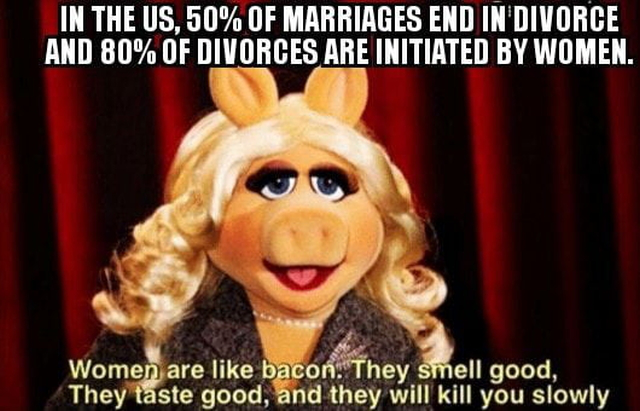 IN THE US, 50% OF MARRIAGES END IN DIVORCE
AND 80% OF DIVORCES ARE INITIATED BY WOMEN.
Women are like bacon. They smell good,
They taste good, and they will kill you slowly